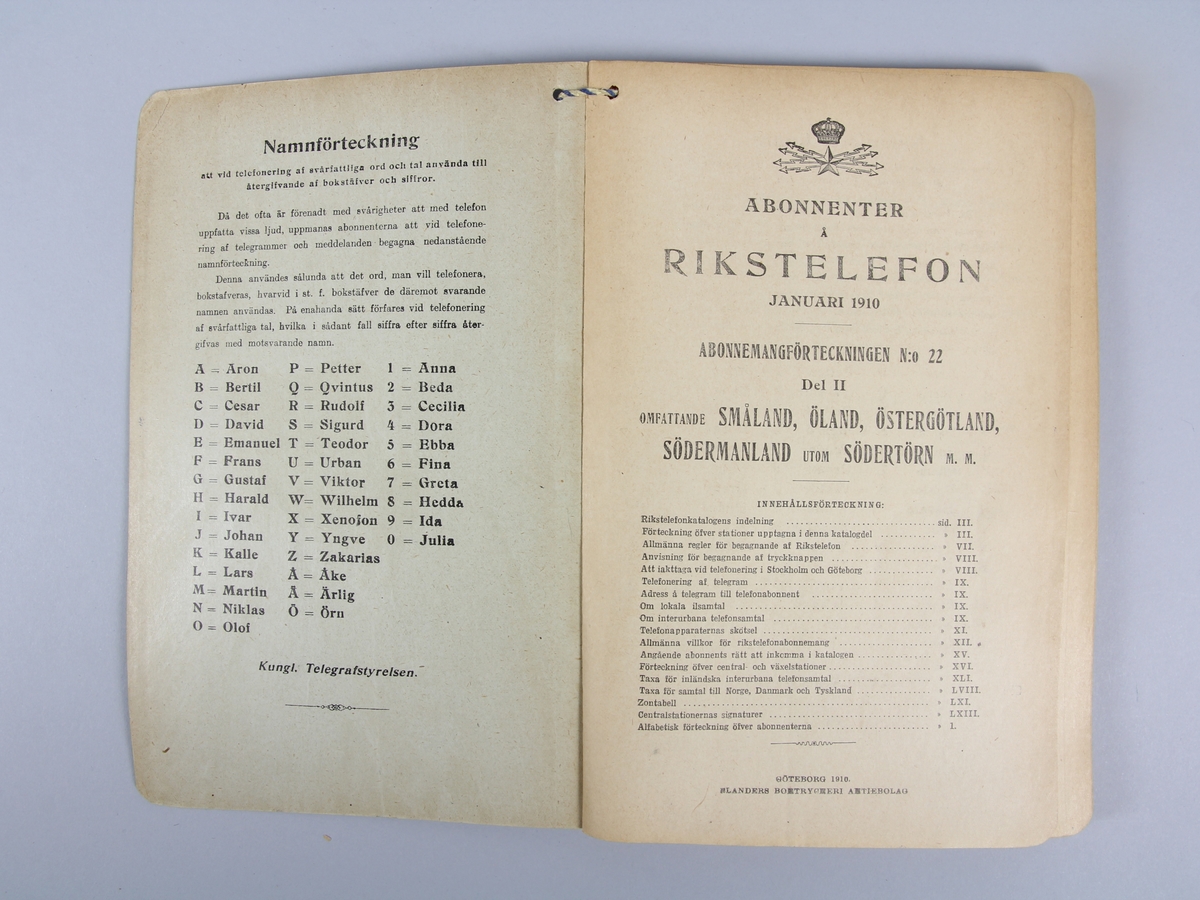 Namnförteckning
att vid telefonering af svårfattliga ord och tal använda till
återgifvande af bokstäfver och siffror.
Då det ofta är förenadt med svårigheter att med telefon
uppfatta vissa ljud, uppmanas abonnenterna att vid telefone-
ring af telegrammer och meddelanden begagna nedanstående
namnförteckning.
Denna användes sålunda att det ord, man vill telefonera,
bokstafveras, hvarvid i st. f. bokstäfver de däremot svarande
namnen användas. På enahanda sätt förfares vid telefonering
af svårfattliga tal, hvilka i sådant fall siffra efter siffra åter-
gifvas med motsvarande namn.
A = Aron
B = Bertil
C = Cesar
D = David
E = Emanuel
F = Frans
G = Gustaf
H = Harald
I = Ivar
J = Johan
K = Kalle
L = Lars
M = Martin
N = Niklas
O = Olof
P = Petter
Q = Qvintus
R = Rudolf
S = Sigurd
T = Teodor
U = Urban
V = Viktor
W = Wilhelm
X = Xenofon
Y = Yngve
Z = Zakarias
Å = Åke
Ä = Ärlig
Ö = Örn
1 = Anna
2 = Beda
3 = Cecilia
4 = Dora
5 = Ebba
6 = Fina
7 = Greta
8 = Hedda
9 = Ida
0 = Julia
Kungl. Telegrafstyrelsen.
ABONNENTER
Å
RIKSTELEFON
JANUARI 1910
ABONNEMANGFÖRTECKNINGEN N:o 22
Del II
OMFATTANDE SMÅLAND, ÖLAND, ÖSTERGÖTLAND,
SÖDERMANLAND UTOM SÖDERTÖRN M. M.
INNEHÅLLSFÖRTECKNING:
Rikstelefonkatalogens indelning ........ sid. III.
Förteckning öfver stationer upptagna i denna katalogdel ........ » III.
Allmänna regler för begagnande af Rikstelefon ........ » VII.
Anvisning för begagnande af tryckknappen ........ » VIII.
Att iakttaga vid telefonering i Stockholm och Göteborg ........ » VIII.
Telefonering af telegram ........ » IX.
Adress å telegram till telefonabonnent ........ » IX.
Om lokala ilsamtal ........ » IX.
Om interurbana telefonsamtal ........ » IX.
Telefonapparaternas skötsel ........ » XI.
Allmänna villkor för rikstelefonabonnemang ........ » XII.
Angående abonnents rätt att inkomma i katalogen ........ » XV.
Förteckning öfver central- och växelstationer ........ » XVI.
Taxa för inländska interurbana telefonsamtal ........ » XLI.
Taxa för samtal till Norge, Danmark och Tyskland ........ » LVIII.
Zontabell ........ » LXI.
Centralstationernas signaturer ........ » LXIII.
Alfabetisk förteckning öfver abonnenterna ........ » 1.
GÖTEBORG 1910.
ELANDERS BOKTRYCKERI AKTIEBOLAG